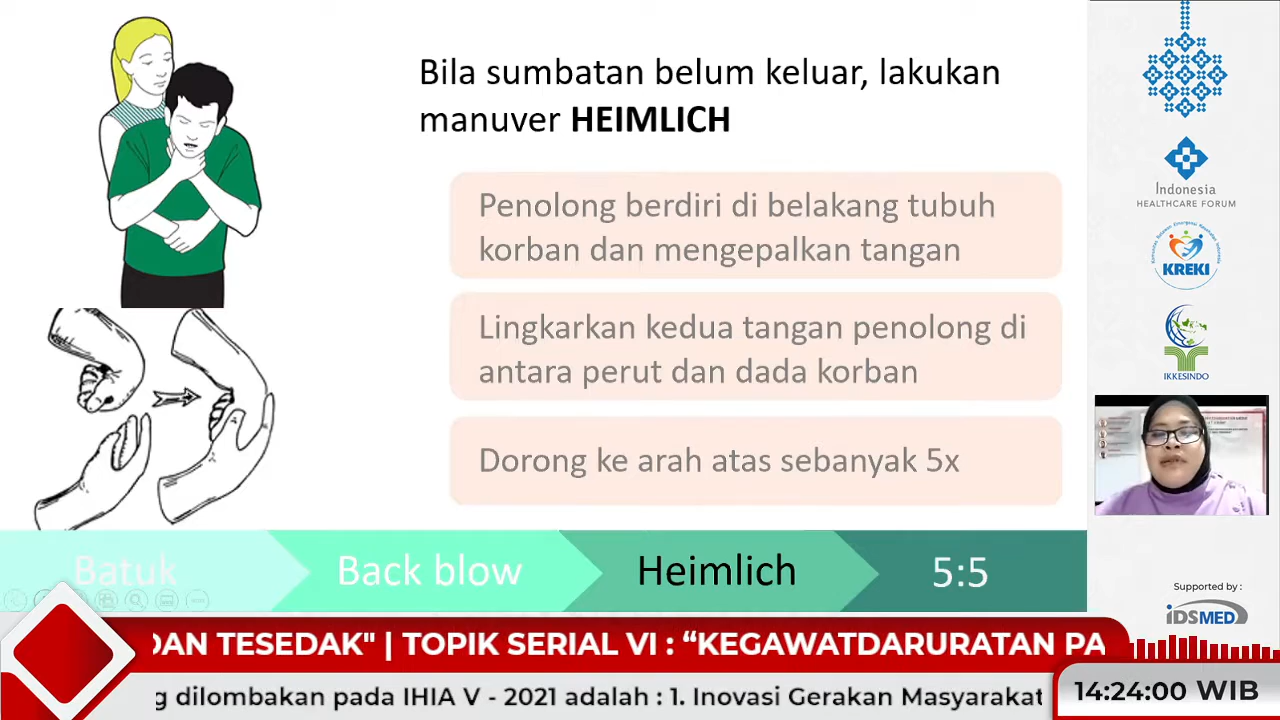 Bila sumbatan belum keluar, lakukan
manuver HEIMLICH
Penolong berdiri di belakang tubuh
korban dan mengepalkan tangan
Lingkarkan kedua tangan penolong di
antara perut dan dada korban
Dorong ke arah atas sebanyak 5x
Batuk
Back blow
Heimlich
5:5
Indonesia
HEALTHCARE FORUM
KREKI
IKKESINDO
Supported by :
iDSMED
DAN TESEDAK" | TOPIK SERIAL VI : “KEGAWATDARURATAN PA
g dilombakan pada IHIA V - 2021 adalah : 1. Inovasi Gerakan Masyarakat
14:24:00 WIB